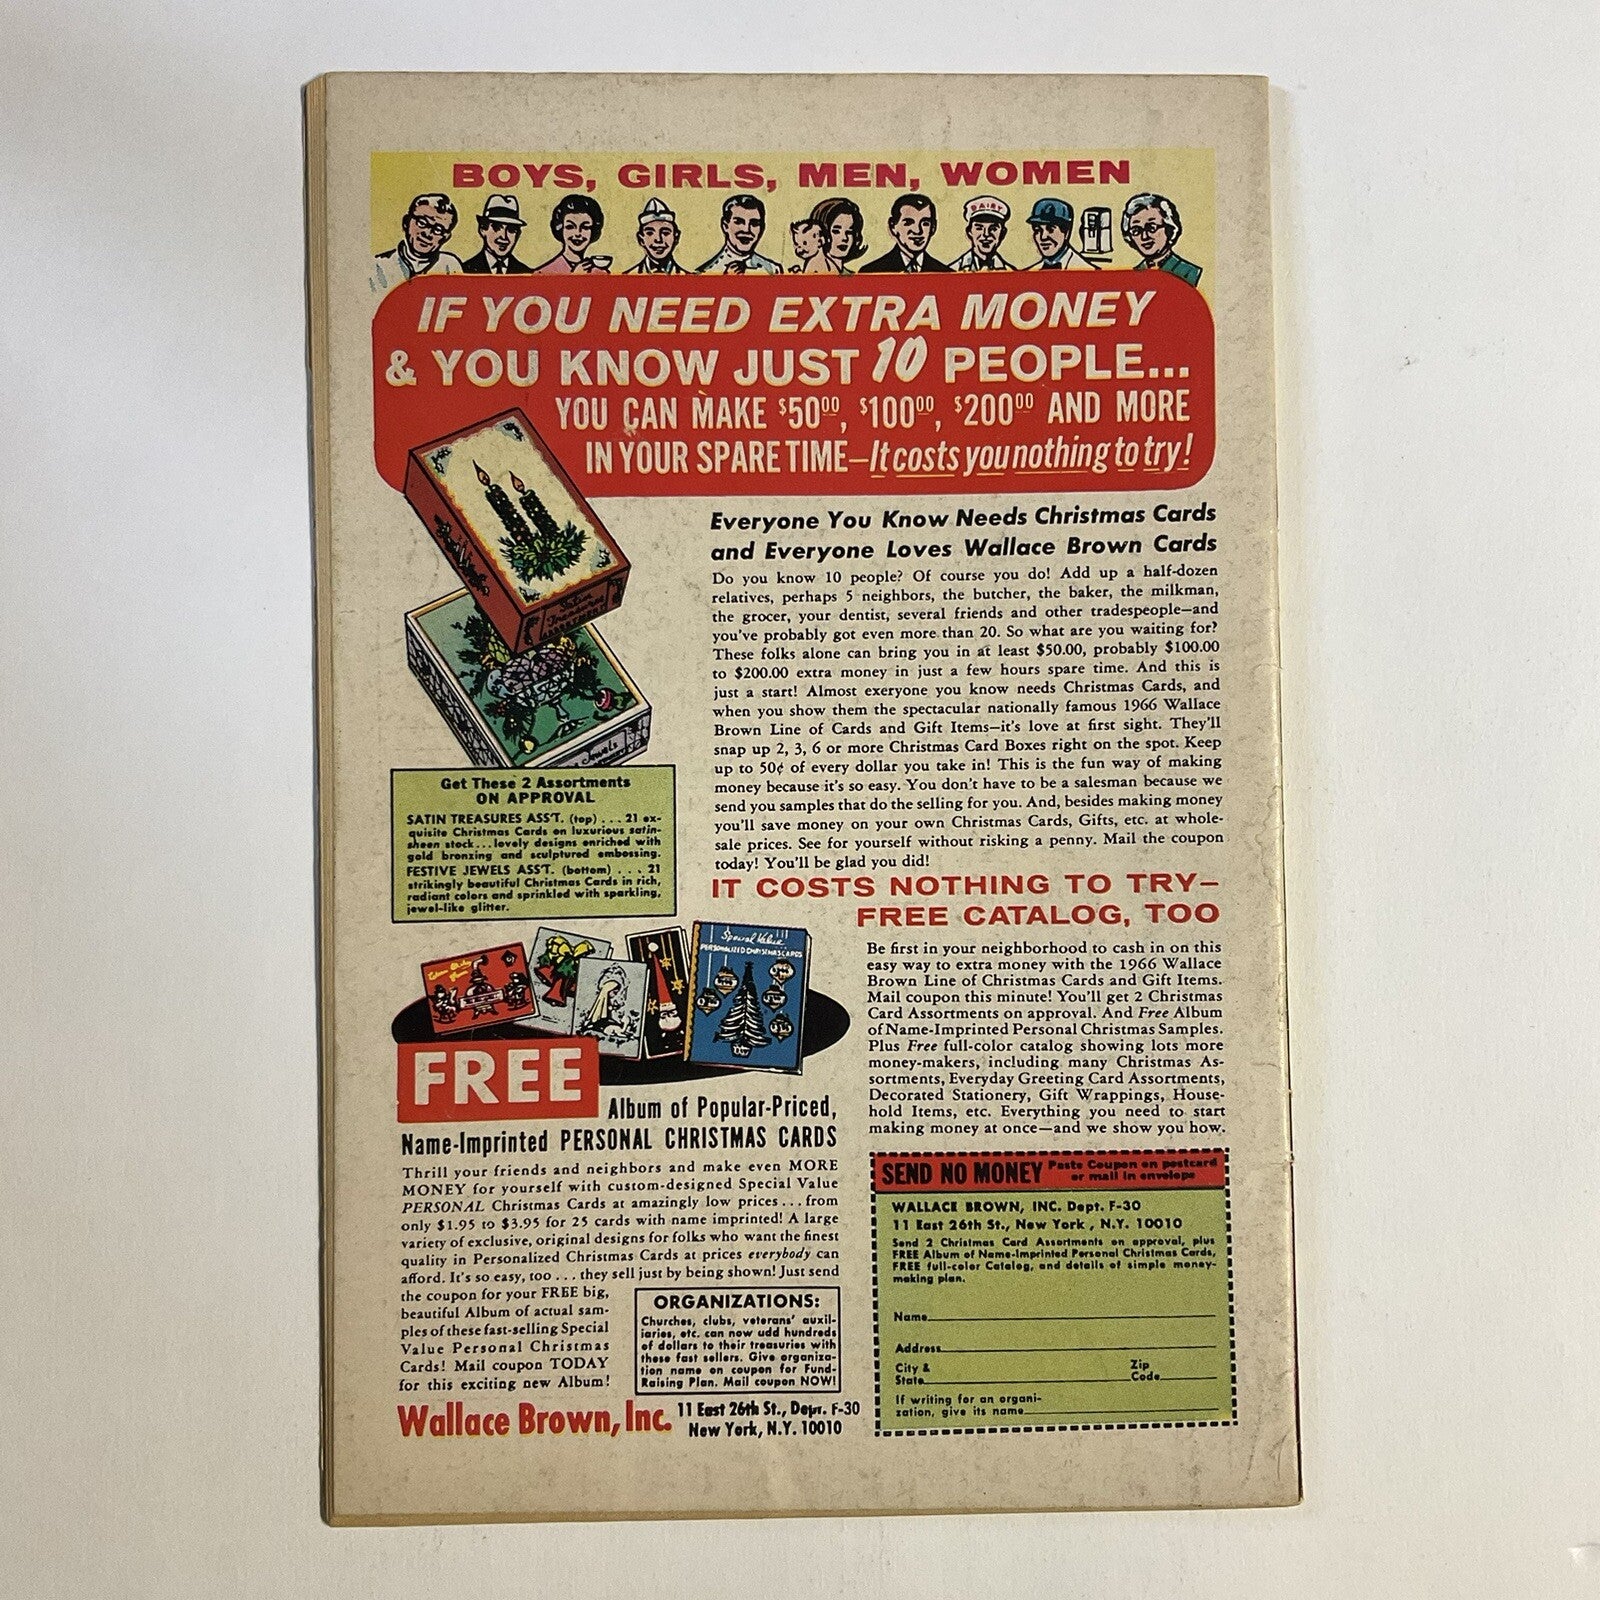 BOYS, GIRLS, MEN, WOMEN
DAIRY
IF YOU NEED EXTRA MONEY
& YOU KNOW JUST 10 PEOPLE...
YOU CAN MAKE $50.00, $100.00, $200.00 AND MORE
IN YOUR SPARE TIME—It costs you nothing to try!
Everyone You Know Needs Christmas Cards
and Everyone Loves Wallace Brown Cards
Do you know 10 people? Of course you do! Add up a half-dozen
relatives, perhaps 5 neighbors, the butcher, the baker, the milkman,
the grocer, your dentist, several friends and other tradespeople—and
you've probably got even more than 20. So what are you waiting for?
These folks alone can bring you in at least $50.00, probably $100.00
to $200.00 extra money in just a few hours spare time. And this is
just a start! Almost exeryone you know needs Christmas Cards, and
when you show them the spectacular nationally famous 1966 Wallace
Brown Line of Cards and Gift Items—it's love at first sight. They'll
snap up 2, 3, 6 or more Christmas Card Boxes right on the spot. Keep
up to 50¢ of every dollar you take in! This is the fun way of making
money because it's so easy. You don't have to be a salesman because we
send you samples that do the selling for you. And, besides making money
you'll save money on your own Christmas Cards, Gifts, etc. at whole-
sale prices. See for yourself without risking a penny. Mail the coupon
today! You'll be glad you did!
Satin
Treasures
ASSORTMENT
Jewels
Get These 2 Assortments
ON APPROVAL
SATIN TREASURES ASS'T. (top) . . . 21 ex-
quisite Christmas Cards on luxurious satin-
sheen stock . . . lovely designs enriched with
gold bronzing and sculptured embossing.
FESTIVE JEWELS ASS'T. (bottom) . . . 21
strikingly beautiful Christmas Cards in rich,
radiant colors and sprinkled with sparkling,
jewel-like glitter.
IT COSTS NOTHING TO TRY—
FREE CATALOG, TOO
Be first in your neighborhood to cash in on this
easy way to extra money with the 1966 Wallace
Brown Line of Christmas Cards and Gift Items.
Mail coupon this minute! You'll get 2 Christmas
Card Assortments on approval. And Free Album
of Name-Imprinted Personal Christmas Samples.
Plus Free full-color catalog showing lots more
money-makers, including many Christmas As-
sortments, Everyday Greeting Card Assortments,
Decorated Stationery, Gift Wrappings, House-
hold Items, etc. Everything you need to start
making money at once—and we show you how.
Special Value
PERSONALIZED CHRISTMAS CARDS
FREE
Album of Popular-Priced,
Name-Imprinted PERSONAL CHRISTMAS CARDS
Thrill your friends and neighbors and make even MORE
MONEY for yourself with custom-designed Special Value
PERSONAL Christmas Cards at amazingly low prices . . . from
only $1.95 to $3.95 for 25 cards with name imprinted! A large
variety of exclusive, original designs for folks who want the finest
quality in Personalized Christmas Cards at prices everybody can
afford. It's so easy, too . . . they sell just by being shown! Just send
the coupon for your FREE big,
beautiful Album of actual sam-
ples of these fast-selling Special
Value Personal Christmas
Cards! Mail coupon TODAY
for this exciting new Album!
ORGANIZATIONS:
Churches, clubs, veterans' auxil-
iaries, etc. can now add hundreds
of dollars to their treasuries with
these fast sellers. Give organiza-
tion name on coupon for Fund-
Raising Plan. Mail coupon NOW!
Wallace Brown, Inc. 11 East 26th St., Dept. F-30
New York, N.Y. 10010
SEND NO MONEY Paste Coupon on postcard
or mail in envelope
WALLACE BROWN, INC. Dept. F-30
11 East 26th St., New York, N.Y. 10010
Send 2 Christmas Card Assortments on approval, plus
FREE Album of Name-Imprinted Personal Christmas Cards,
FREE full-color Catalog, and details of simple money-
making plan.
Name
Address
City & State Zip Code
If writing for an organi-
zation, give its name